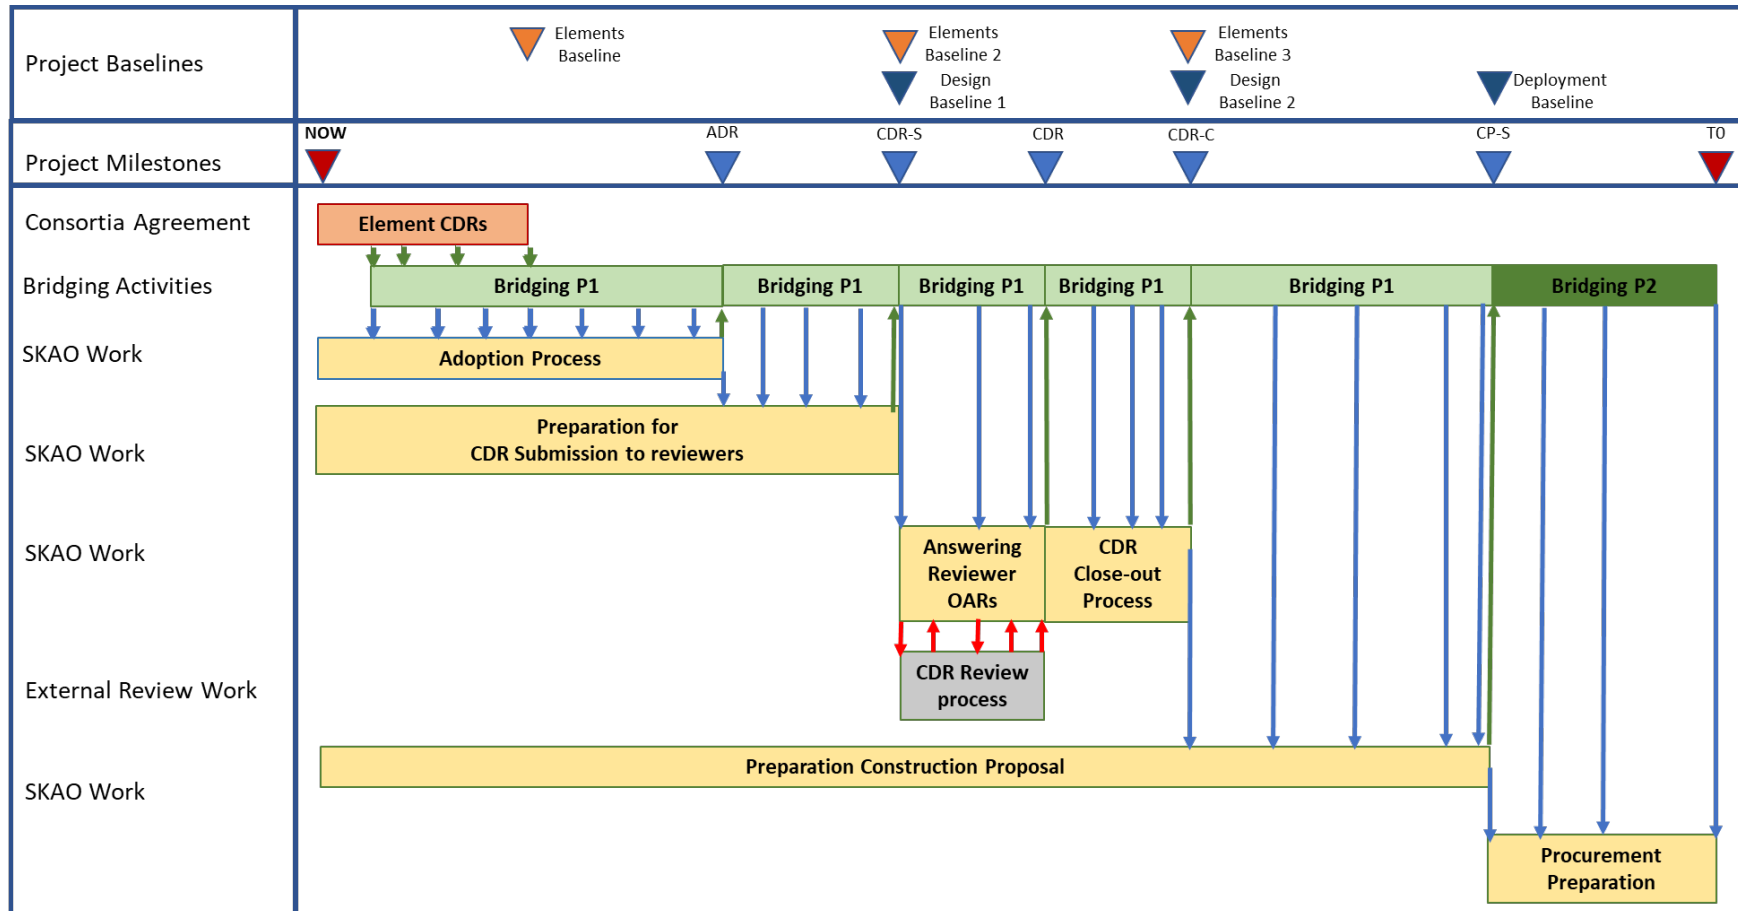 Project Baselines
Elements
Baseline
Elements
Baseline 2
Design
Baseline 1
Elements
Baseline 3
Design
Baseline 2
Deployment
Baseline
Project Milestones
NOW
ADR
CDR-S
CDR
CDR-C
CP-S
T0
Consortia Agreement
Element CDRs
Bridging Activities
Bridging P1
Bridging P1
Bridging P1
Bridging P1
Bridging P1
Bridging P2
SKAO Work
Adoption Process
SKAO Work
Preparation for
CDR Submission to reviewers
SKAO Work
Answering
Reviewer
OARs
CDR
Close-out
Process
External Review Work
CDR Review
process
SKAO Work
Preparation Construction Proposal
Procurement
Preparation